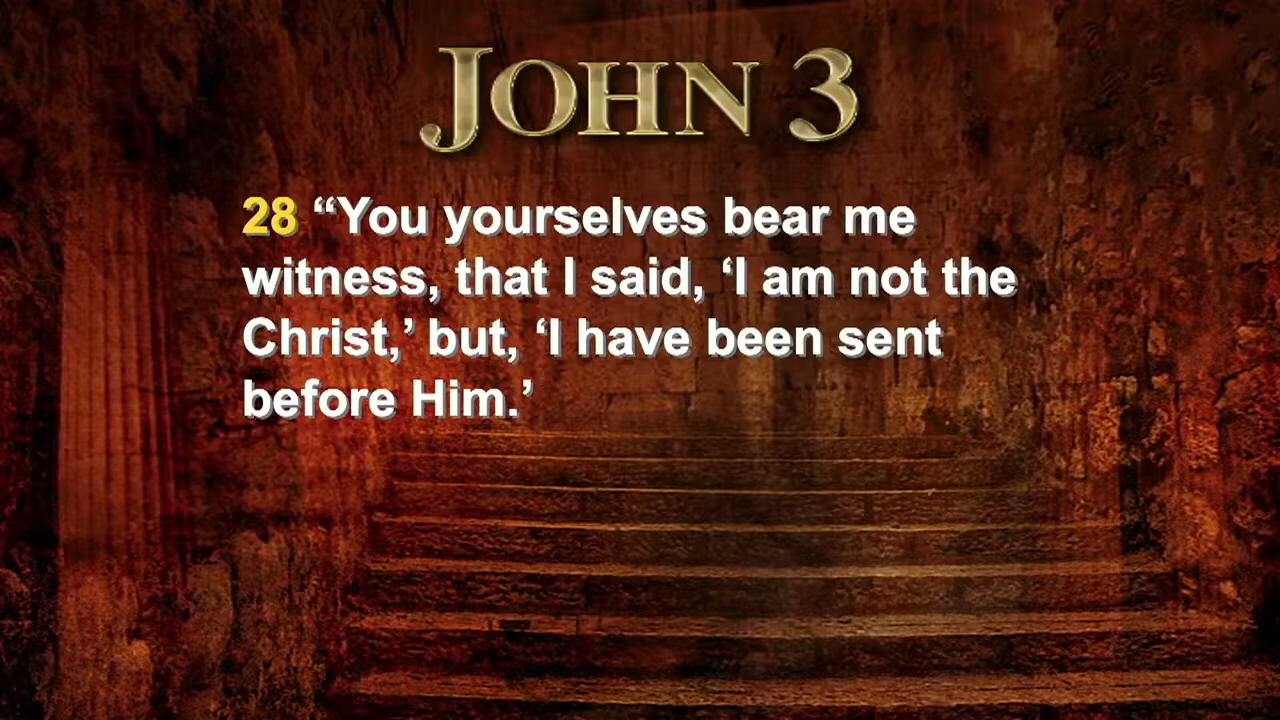 JOHN 3
28 “You yourselves bear me
witness, that I said, ‘I am not the
Christ,’ but, ‘I have been sent
before Him.’